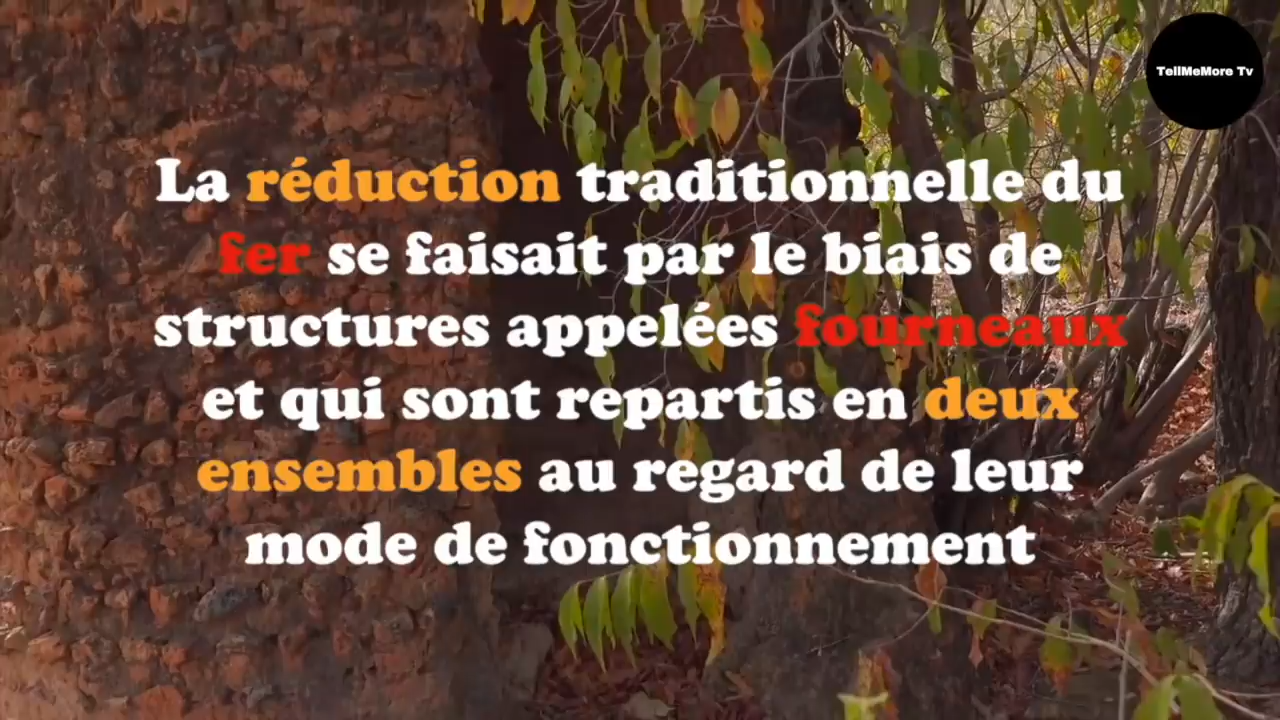 TellMeMore Tv
La réduction traditionnelle du
fer se faisait par le biais de
structures appelées fourneaux
et qui sont repartis en deux
ensembles au regard de leur
mode de fonctionnement